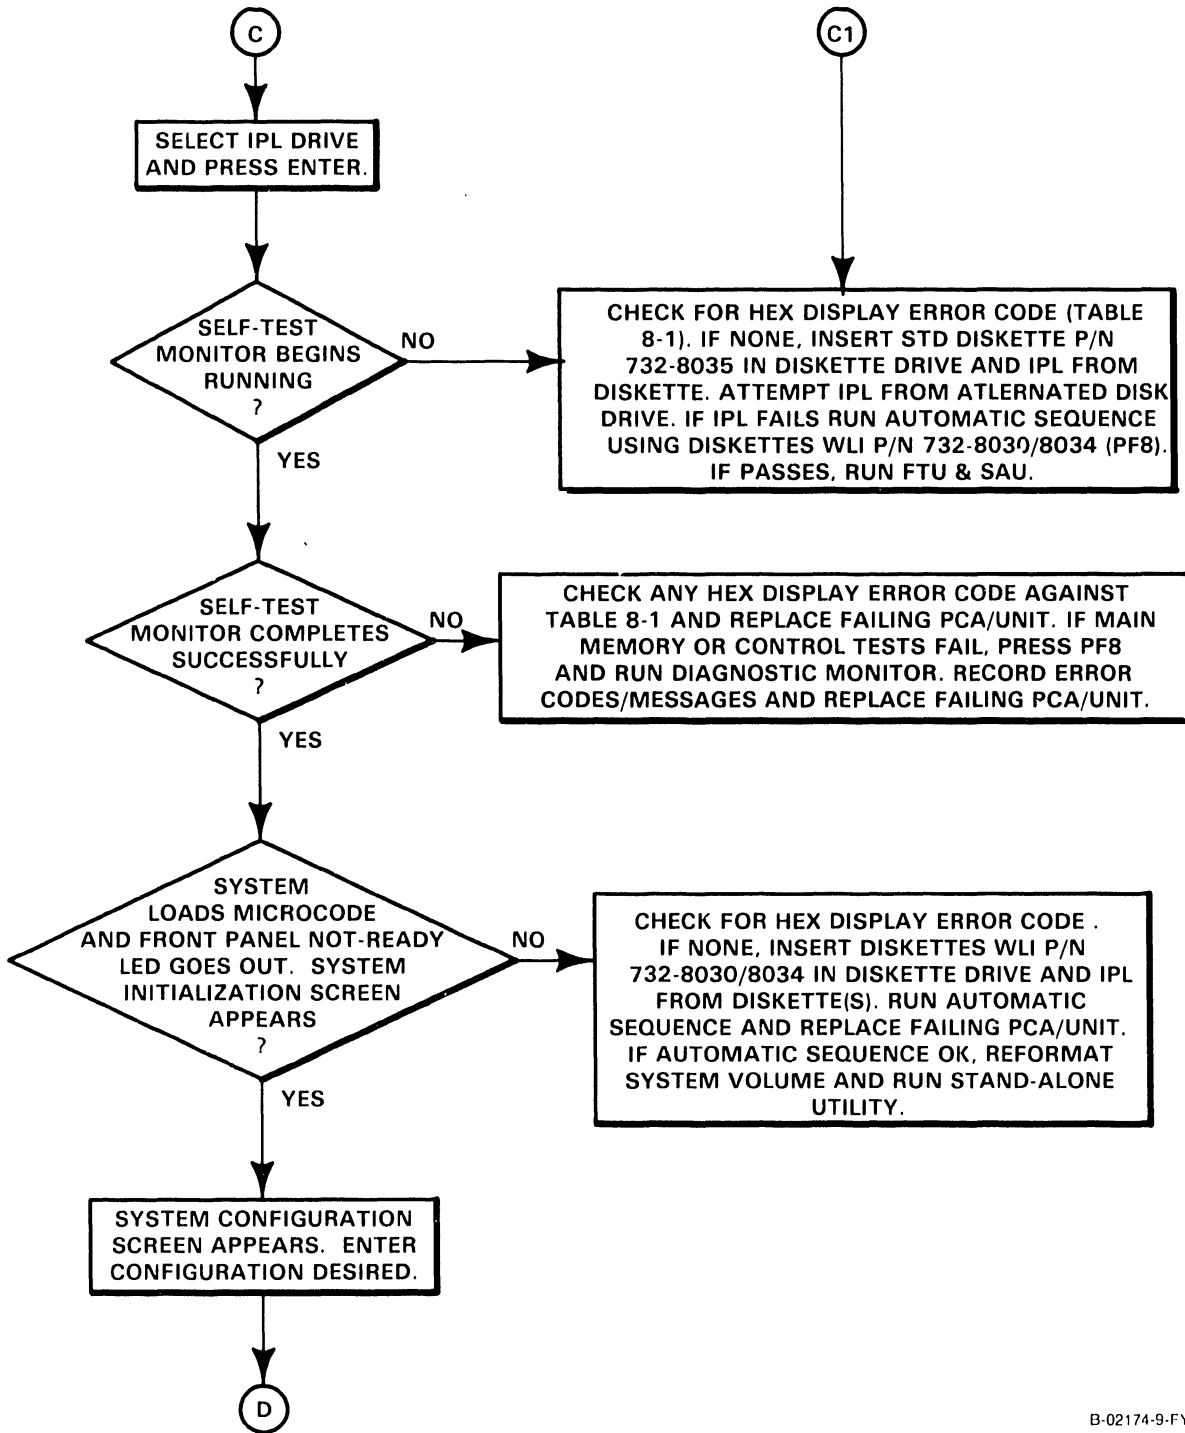 C
C1
SELECT IPL DRIVE
AND PRESS ENTER.
SELF-TEST
MONITOR BEGINS
RUNNING
?
NO
YES
CHECK FOR HEX DISPLAY ERROR CODE (TABLE
8-1). IF NONE, INSERT STD DISKETTE P/N
732-8035 IN DISKETTE DRIVE AND IPL FROM
DISKETTE. ATTEMPT IPL FROM ATLERNATED DISK
DRIVE. IF IPL FAILS RUN AUTOMATIC SEQUENCE
USING DISKETTES WLI P/N 732-8030/8034 (PF8).
IF PASSES, RUN FTU & SAU.
SELF-TEST
MONITOR COMPLETES
SUCCESSFULLY
?
NO
YES
CHECK ANY HEX DISPLAY ERROR CODE AGAINST
TABLE 8-1 AND REPLACE FAILING PCA/UNIT. IF MAIN
MEMORY OR CONTROL TESTS FAIL, PRESS PF8
AND RUN DIAGNOSTIC MONITOR. RECORD ERROR
CODES/MESSAGES AND REPLACE FAILING PCA/UNIT.
SYSTEM
LOADS MICROCODE
AND FRONT PANEL NOT-READY
LED GOES OUT. SYSTEM
INITIALIZATION SCREEN
APPEARS
?
NO
YES
CHECK FOR HEX DISPLAY ERROR CODE .
IF NONE, INSERT DISKETTES WLI P/N
732-8030/8034 IN DISKETTE DRIVE AND IPL
FROM DISKETTE(S). RUN AUTOMATIC
SEQUENCE AND REPLACE FAILING PCA/UNIT.
IF AUTOMATIC SEQUENCE OK, REFORMAT
SYSTEM VOLUME AND RUN STAND-ALONE
UTILITY.
SYSTEM CONFIGURATION
SCREEN APPEARS. ENTER
CONFIGURATION DESIRED.
D
B-02174-9-FY